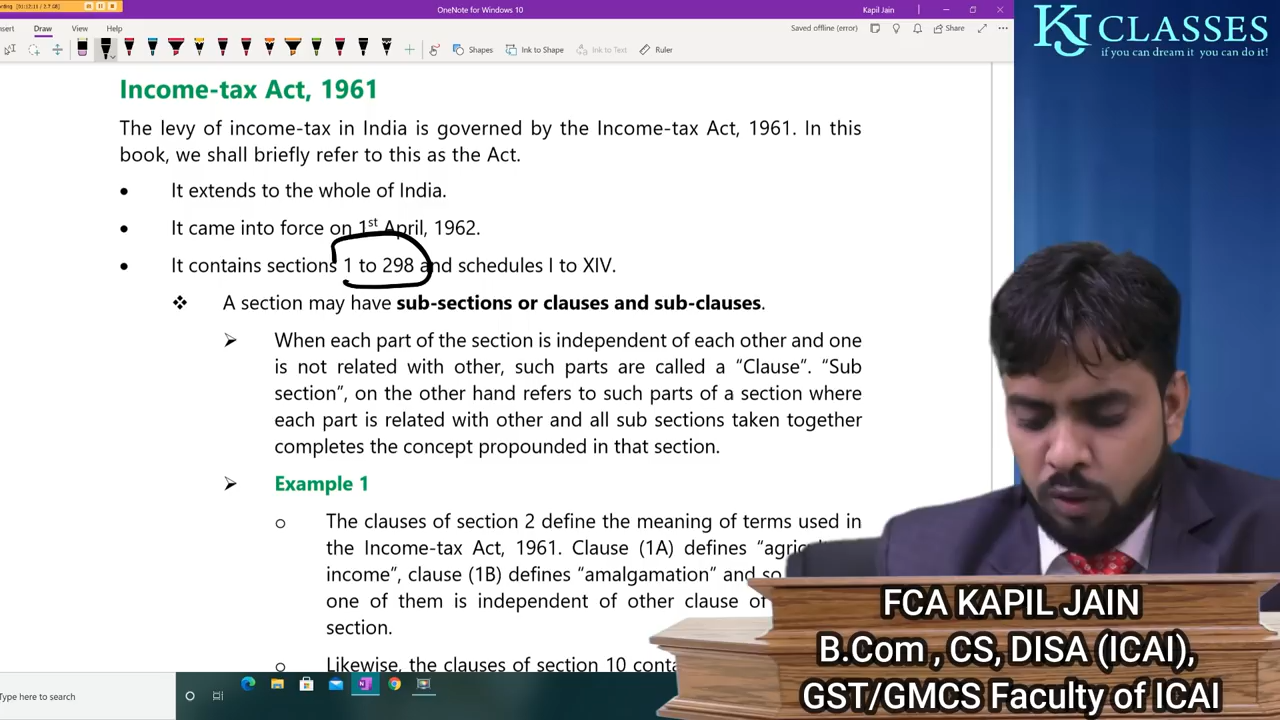 OneNote for Windows 10
Kapil Jain
Draw
View
Help
Saved offline (error)
Share
Shapes
Ink to Shape
Ink to Text
Ruler
KJ CLASSES
if you can dream it you can do it!
Income-tax Act, 1961
The levy of income-tax in India is governed by the Income-tax Act, 1961. In this
book, we shall briefly refer to this as the Act.
• It extends to the whole of India.
• It came into force on 1st April, 1962.
• It contains sections 1 to 298 and schedules I to XIV.
❖ A section may have sub-sections or clauses and sub-clauses.
➢ When each part of the section is independent of each other and one
is not related with other, such parts are called a “Clause”. “Sub
section”, on the other hand refers to such parts of a section where
each part is related with other and all sub sections taken together
completes the concept propounded in that section.
➢ Example 1
o The clauses of section 2 define the meaning of terms used in
the Income-tax Act, 1961. Clause (1A) defines
income”, clause (1B) defines “amalgamation” and so
one of them is independent of other clause of
section.
o Likewise, the clauses of section 10
FCA KAPIL JAIN
B.Com , CS, DISA (ICAI),
GST/GMCS Faculty of ICAI
Type here to search